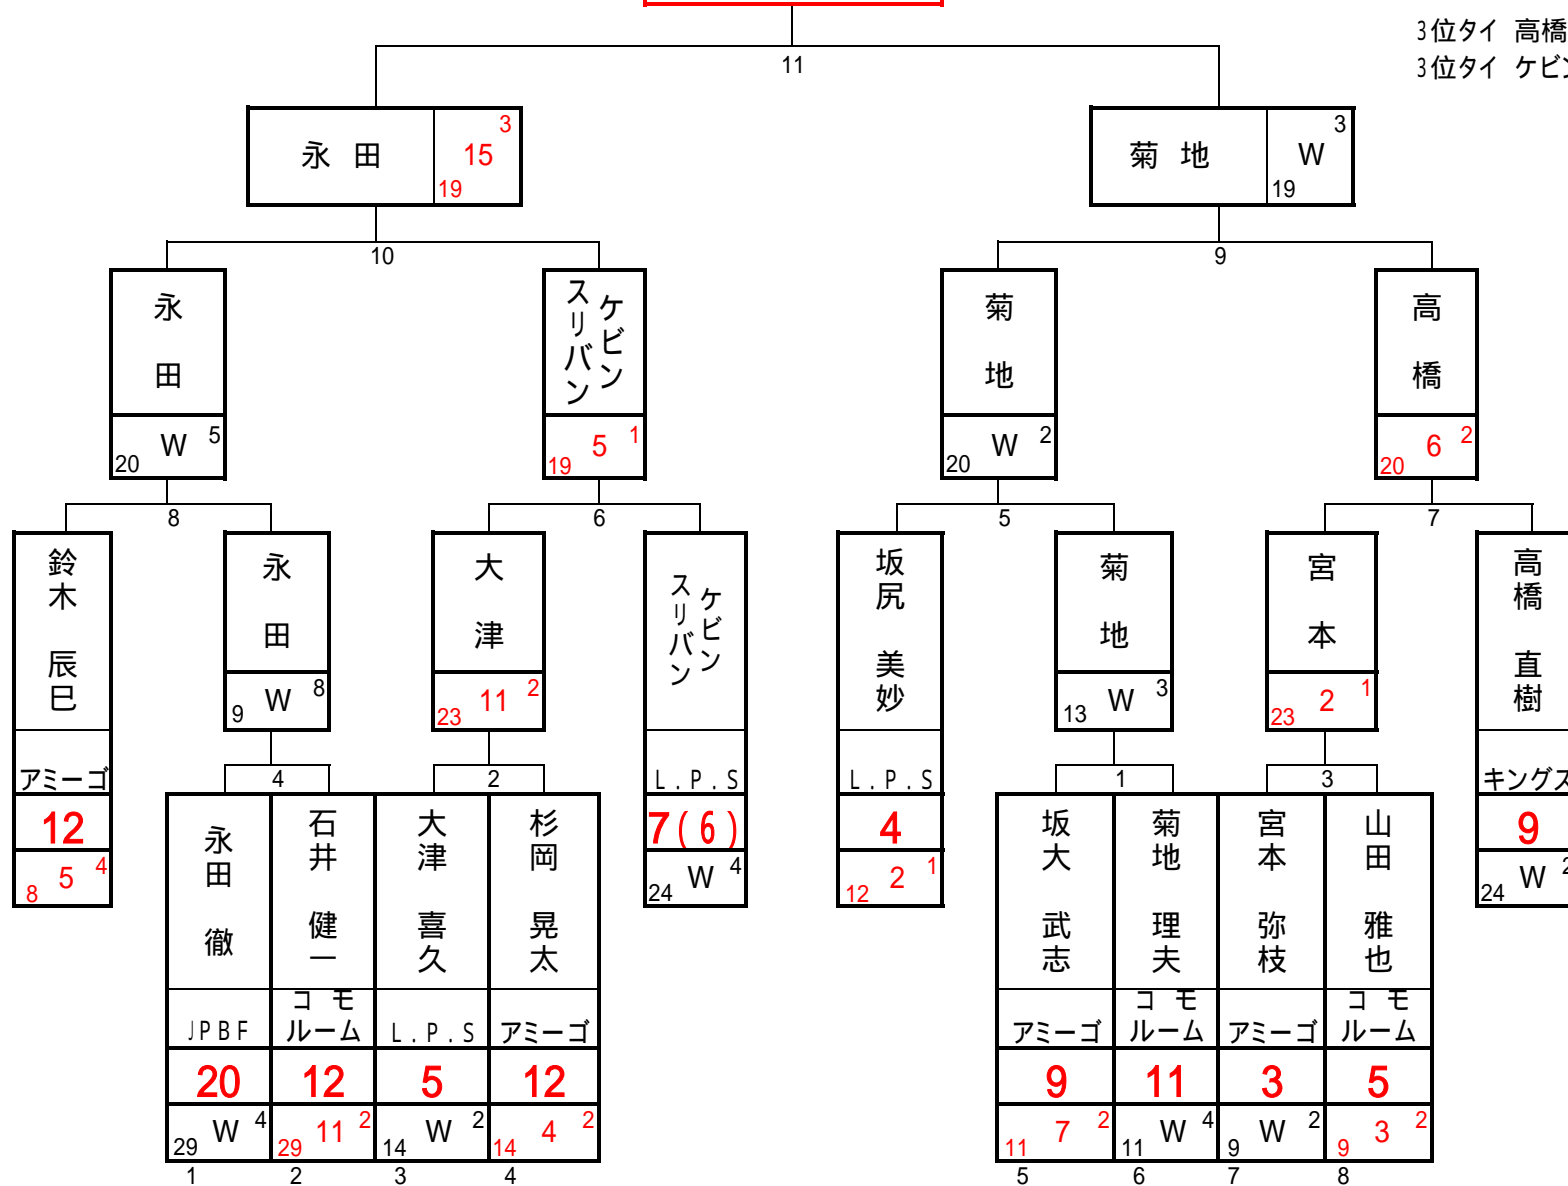 3位タイ 高橋
3位タイ ケビン
11
永 田
3
15
19
菊 地
3
W
19
10
9
永 田
5
W
20
ケビン スリバン
1
5
19
菊 地
2
W
20
高 橋
2
6
20
8
6
5
7
鈴木 辰巳
アミーゴ
12
4
5
8
永 田
8
W
9
大 津
2
11
23
ケビン スリバン
L.P.S
7(6)
4
W
24
坂尻 美妙
L.P.S
4
1
2
12
菊 地
3
W
13
宮 本
1
2
23
高橋 直樹
キングス
9
W
24
4
2
1
3
永田 徹
JPBF
20
4
W
29
1
石井 健一
コモ
ルーム
12
2
11
29
2
大津 喜久
L.P.S
5
2
W
14
3
杉岡 晃太
アミーゴ
12
2
4
14
4
坂大 武志
アミーゴ
9
2
7
11
5
菊地 理夫
コモ
ルーム
11
4
W
11
6
宮本 弥枝
アミーゴ
3
2
W
9
7
山田 雅也
コモ
ルーム
5
2
3
9
8